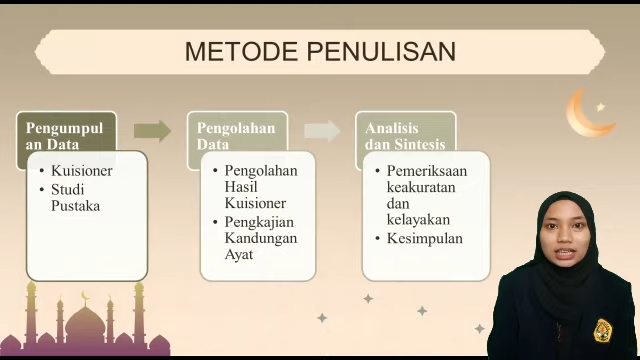 METODE PENULISAN
Pengumpul
an Data
• Kuisioner
• Studi
Pustaka
Pengolahan
Data
• Pengolahan
Hasil
Kuisioner
• Pengkajian
Kandungan
Ayat
Analisis
dan Sintesis
• Pemeriksaan
keakuratan
dan
kelayakan
• Kesimpulan